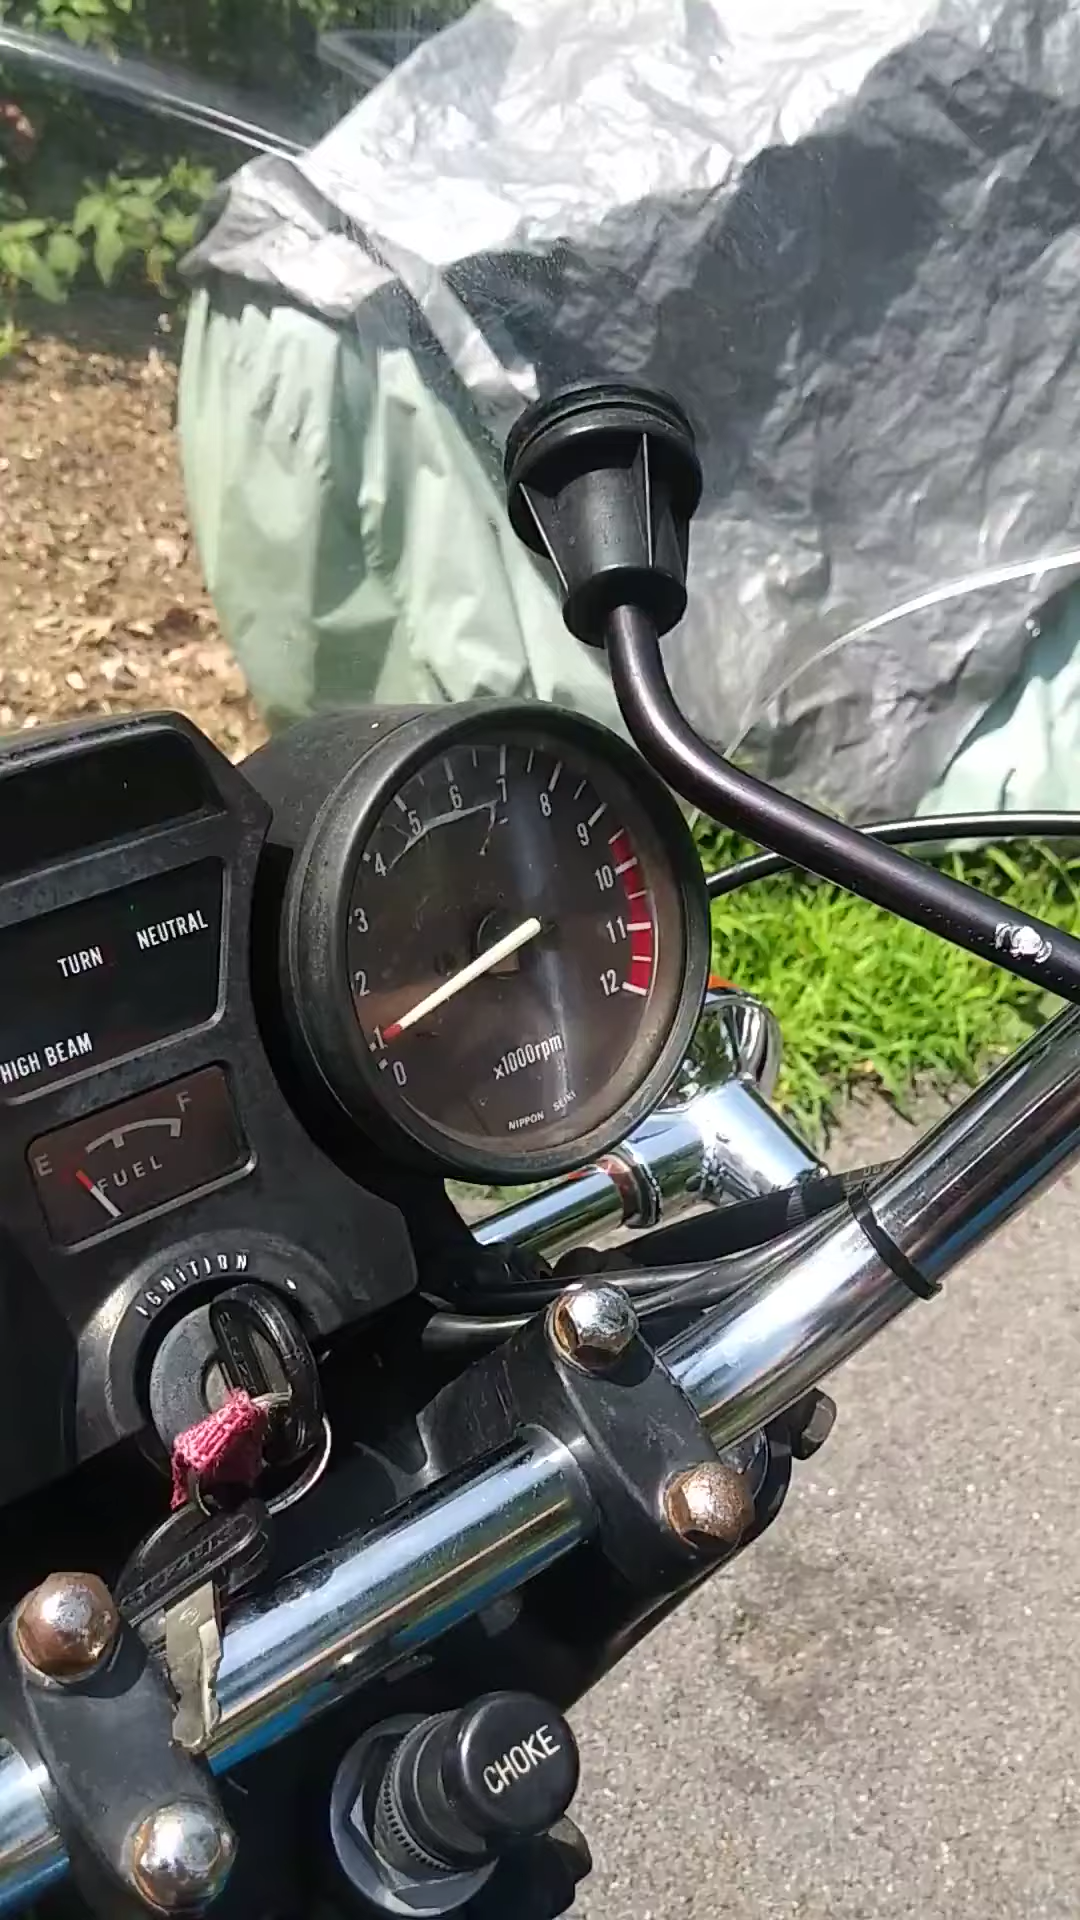 TURN
NEUTRAL
HIGH BEAM
E
F
FUEL
IGNITION
0
1
2
3
4
5
6
7
8
9
10
11
12
x1000rpm
NIPPON SEIKI
SUZUKI
CHOKE